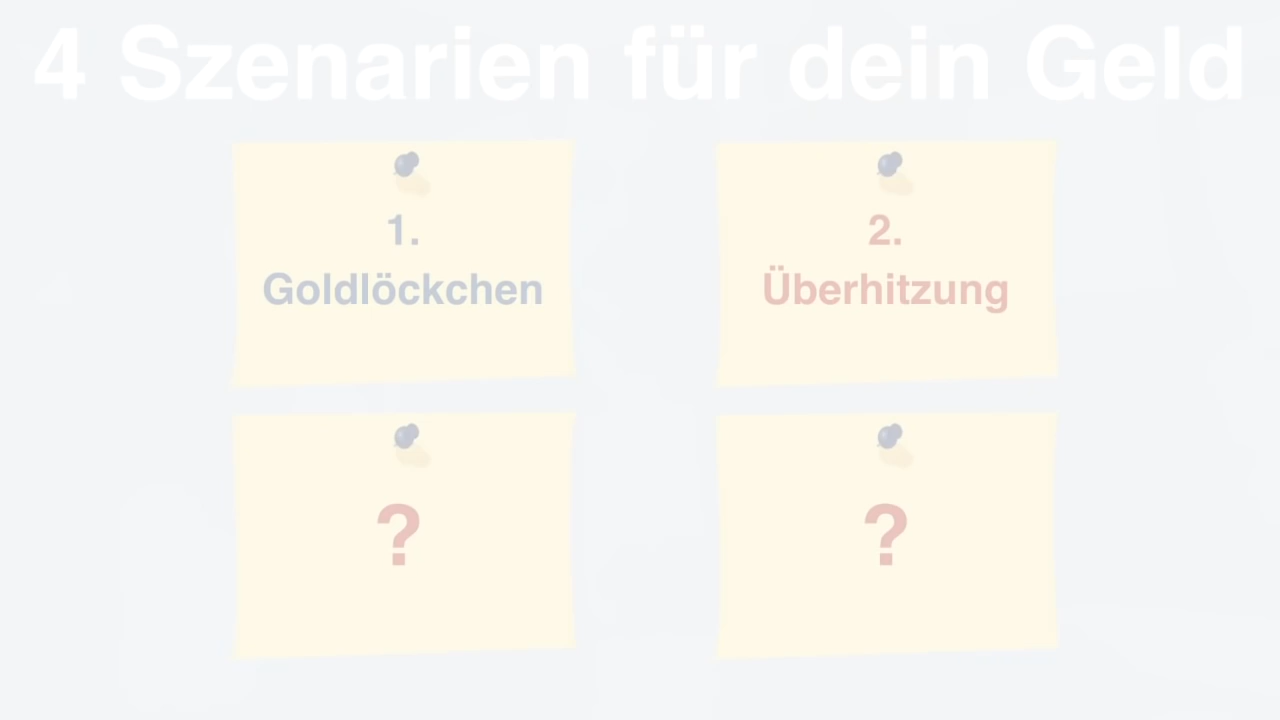 4 Szenarien für dein Geld
1.
Goldlöckchen
2.
Überhitzung
?
?